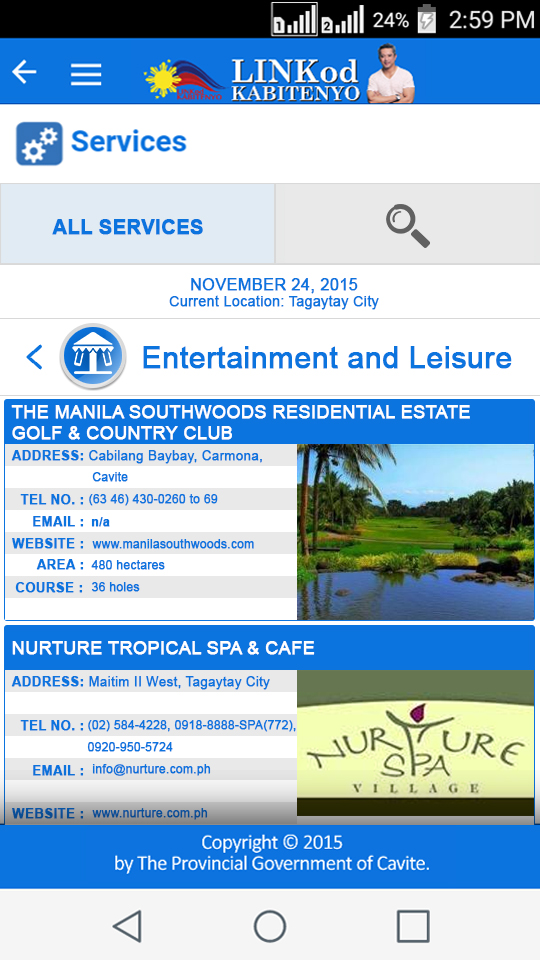 1 2 24% 2:59 PM
LINKod
KABITENYO
Services
ALL SERVICES
NOVEMBER 24, 2015
Current Location: Tagaytay City
Entertainment and Leisure
THE MANILA SOUTHWOODS RESIDENTIAL ESTATE
GOLF & COUNTRY CLUB
ADDRESS: Cabilang Baybay, Carmona,
Cavite
TEL NO. : (63 46) 430-0260 to 69
EMAIL : n/a
WEBSITE : www.manilasouthwoods.com
AREA : 480 hectares
COURSE : 36 holes
NURTURE TROPICAL SPA & CAFE
ADDRESS: Maitim II West, Tagaytay City
TEL NO. : (02) 584-4228, 0918-8888-SPA(772),
0920-950-5724
EMAIL : info@nurture.com.ph
WEBSITE : www.nurture.com.ph
NURTURE
SPA
VILLAGE
Copyright © 2015
by The Provincial Government of Cavite.